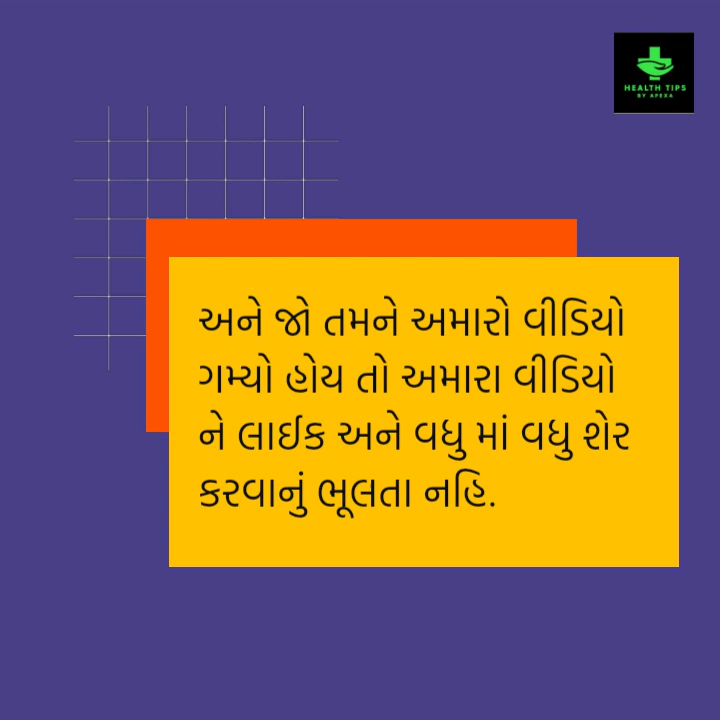 HEALTH TIPS
BY APEXA
અને જો તમને અમારો વીડિયો
ગમ્યો હોય તો અમારા વીડિયો
ને લાઈક અને વધુ માં વધુ શેર
કરવાનું ભૂલતા નહિ.